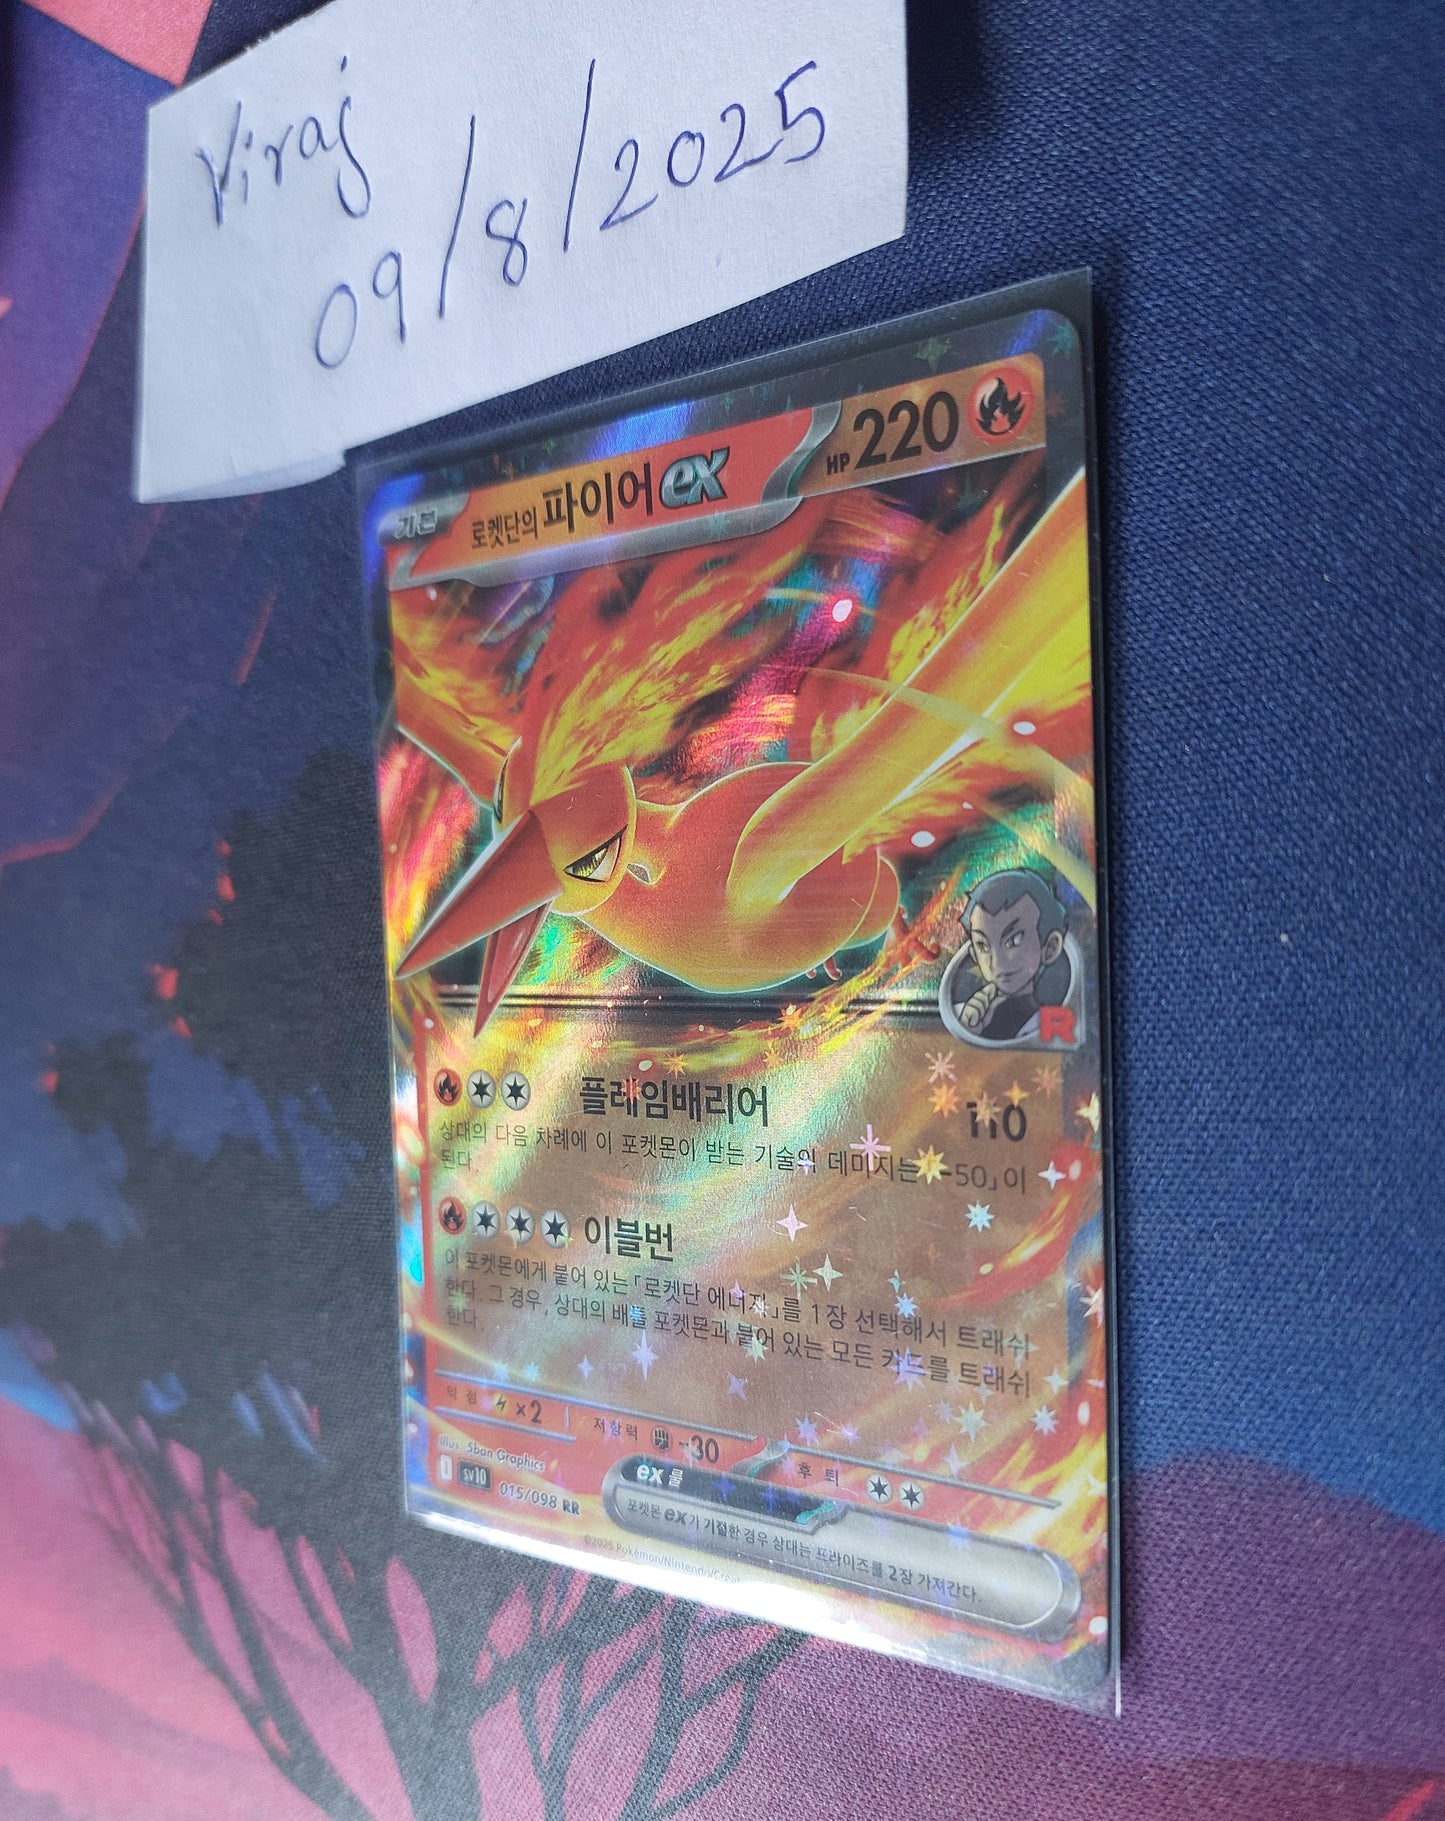 Viraj
09/8/2025
기본 로켓단의 파이어 ex HP 220
플레임배리어 110
상대의 다음 차례에 이 포켓몬이 받는 기술의 데미지는 「-50」이
된다.
이블번
이 포켓몬에게 붙어 있는 「로켓단 에너지」를 1장 선택해서 트래쉬
한다. 그 경우, 상대의 배틀 포켓몬과 붙어 있는 모든 카드를 트래쉬
한다.
약점 ×2 저항력 -30 후퇴
illus. 5ban Graphics
I sv10 015/098 RR
ex 룰
포켓몬 ex가 기절한 경우 상대는 프라이즈를 2장 가져간다.
©2025 Pokémon/Nintendo/Crea
R